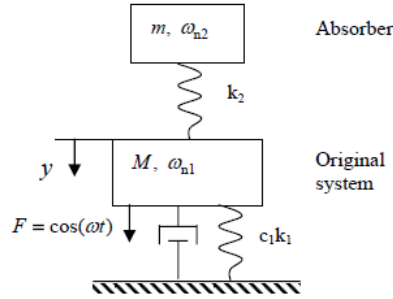 m, ωn2
Absorber
k2
y
M, ωn1
Original
system
F = cos(ωt)
c1k1